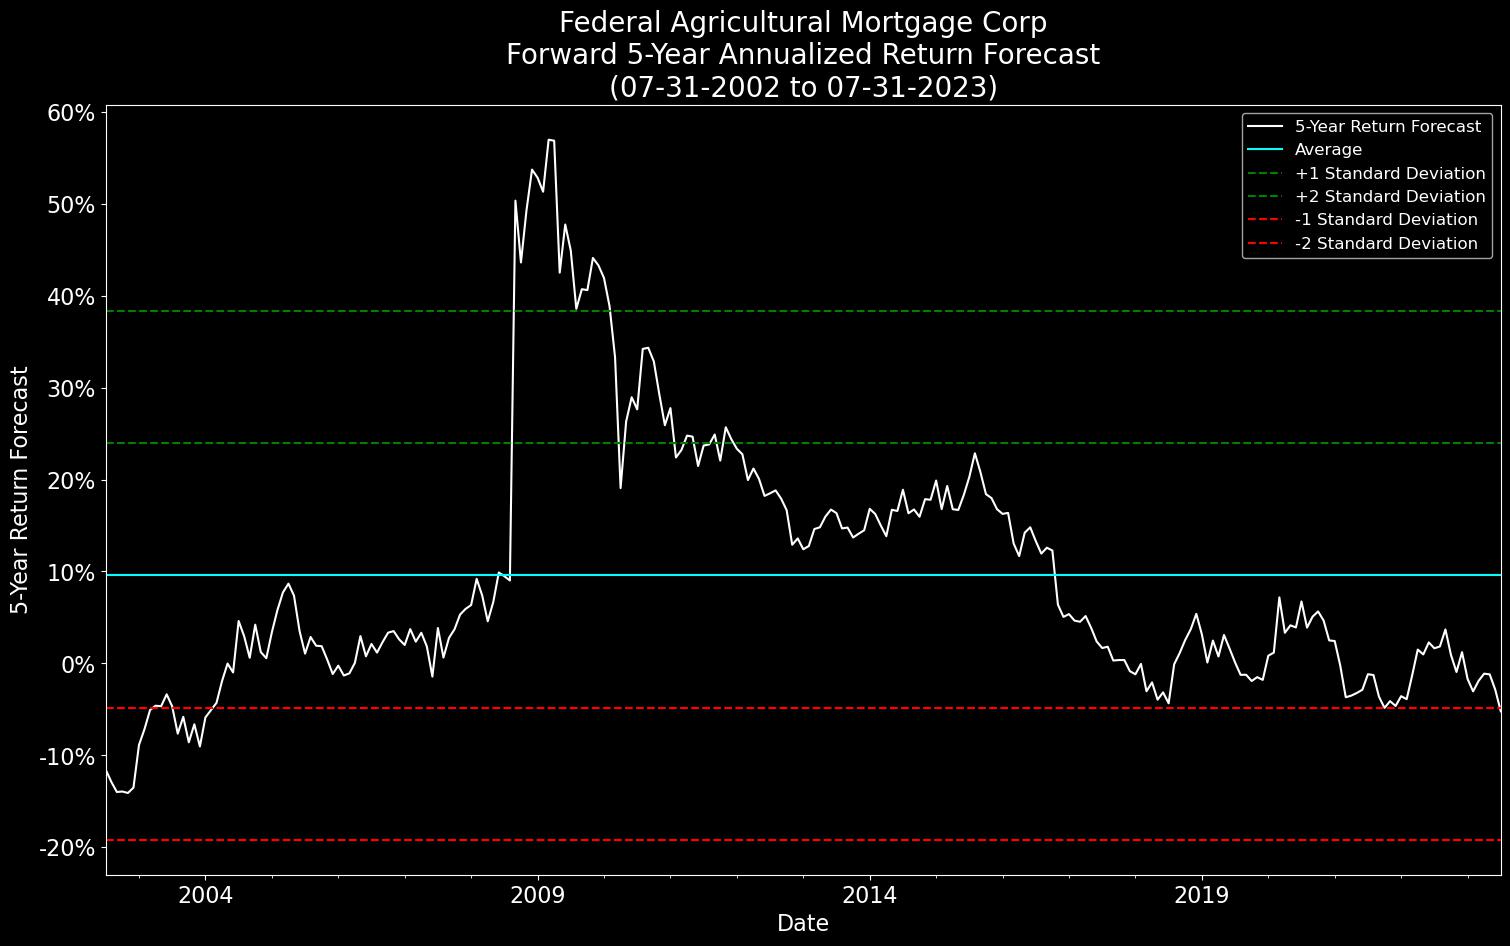 Federal Agricultural Mortgage Corp
Forward 5-Year Annualized Return Forecast
(07-31-2002 to 07-31-2023)
60%
50%
40%
30%
20%
10%
0%
-10%
-20%
5-Year Return Forecast
5-Year Return Forecast
Average
+1 Standard Deviation
+2 Standard Deviation
-1 Standard Deviation
-2 Standard Deviation
2004
2009
2014
2019
Date